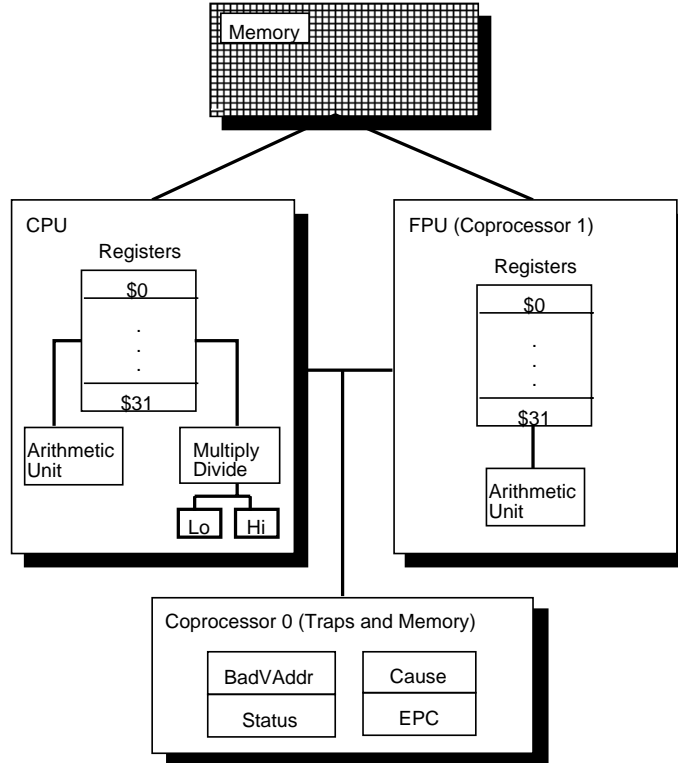 Memory
CPU
Registers
$0
.
.
.
$31
Arithmetic
Unit
Multiply
Divide
Lo
Hi
FPU (Coprocessor 1)
Registers
$0
.
.
.
$31
Arithmetic
Unit
Coprocessor 0 (Traps and Memory)
BadVAddr
Status
Cause
EPC